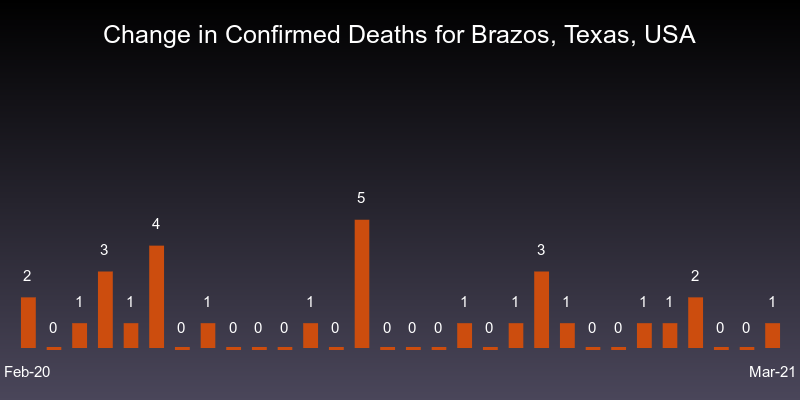 Change in Confirmed Deaths for Brazos, Texas, USA
5
4
3 3
2 2
1 1 1 1 1 1 1 1 1 1
0 0 0 0 0 0 0 0 0 0 0 0 0 0 0
Feb-20 Mar-21